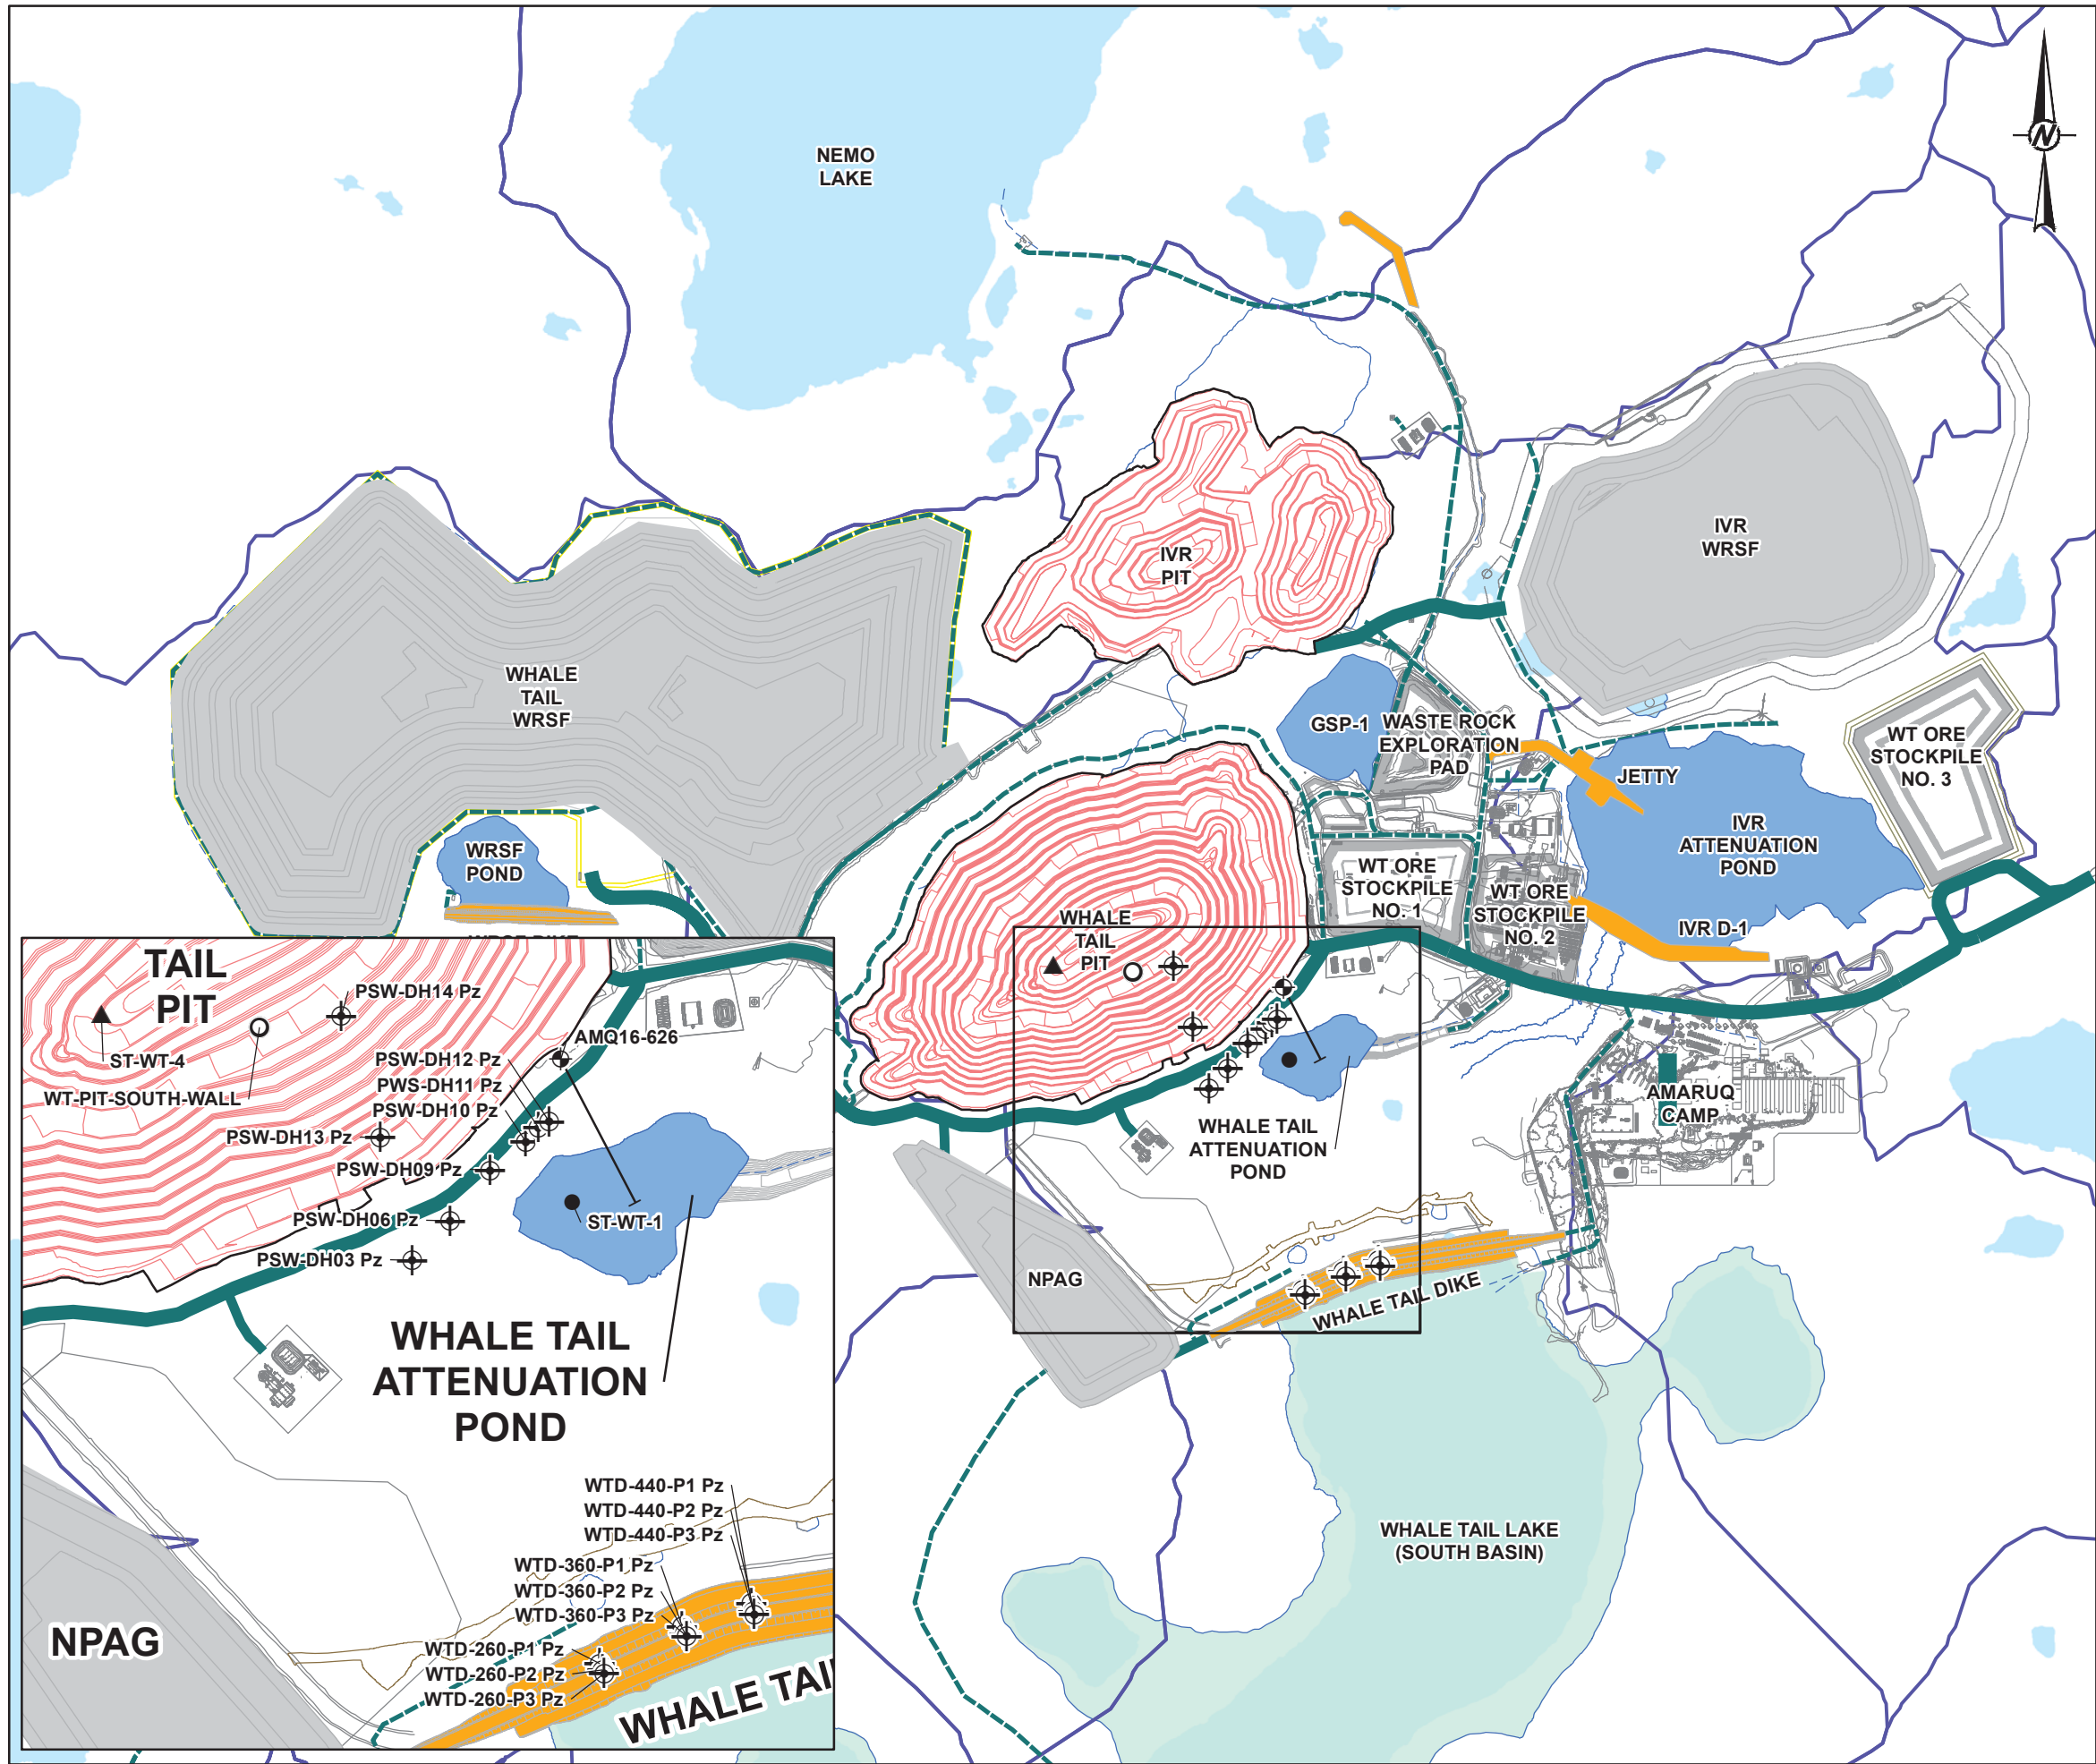 NEMO
LAKE
N
IVR
PIT
IVR
WRSF
WHALE
TAIL
WRSF
GSP-1
WASTE ROCK
EXPLORATION
PAD
JETTY
WT ORE
STOCKPILE
NO. 3
IVR
ATTENUATION
POND
WRSF
POND
WT ORE
STOCKPILE
NO. 1
WT ORE
STOCKPILE
NO. 2
IVR D-1
WHALE
TAIL
PIT
AMARUQ
CAMP
WHALE TAIL
ATTENUATION
POND
NPAG
WHALE TAIL DIKE
WHALE TAIL LAKE
(SOUTH BASIN)
TAIL
PIT
PSW-DH14 Pz
ST-WT-4
AMQ16-626
PSW-DH12 Pz
PWS-DH11 Pz
WT-PIT-SOUTH-WALL
PSW-DH10 Pz
PSW-DH13 Pz
PSW-DH09 Pz
PSW-DH06 Pz
ST-WT-1
PSW-DH03 Pz
WHALE TAIL
ATTENUATION
POND
WTD-440-P1 Pz
WTD-440-P2 Pz
WTD-440-P3 Pz
WTD-360-P1 Pz
WTD-360-P2 Pz
WTD-360-P3 Pz
NPAG
WTD-260-P1 Pz
WTD-260-P2 Pz
WTD-260-P3 Pz
WHALE TAI